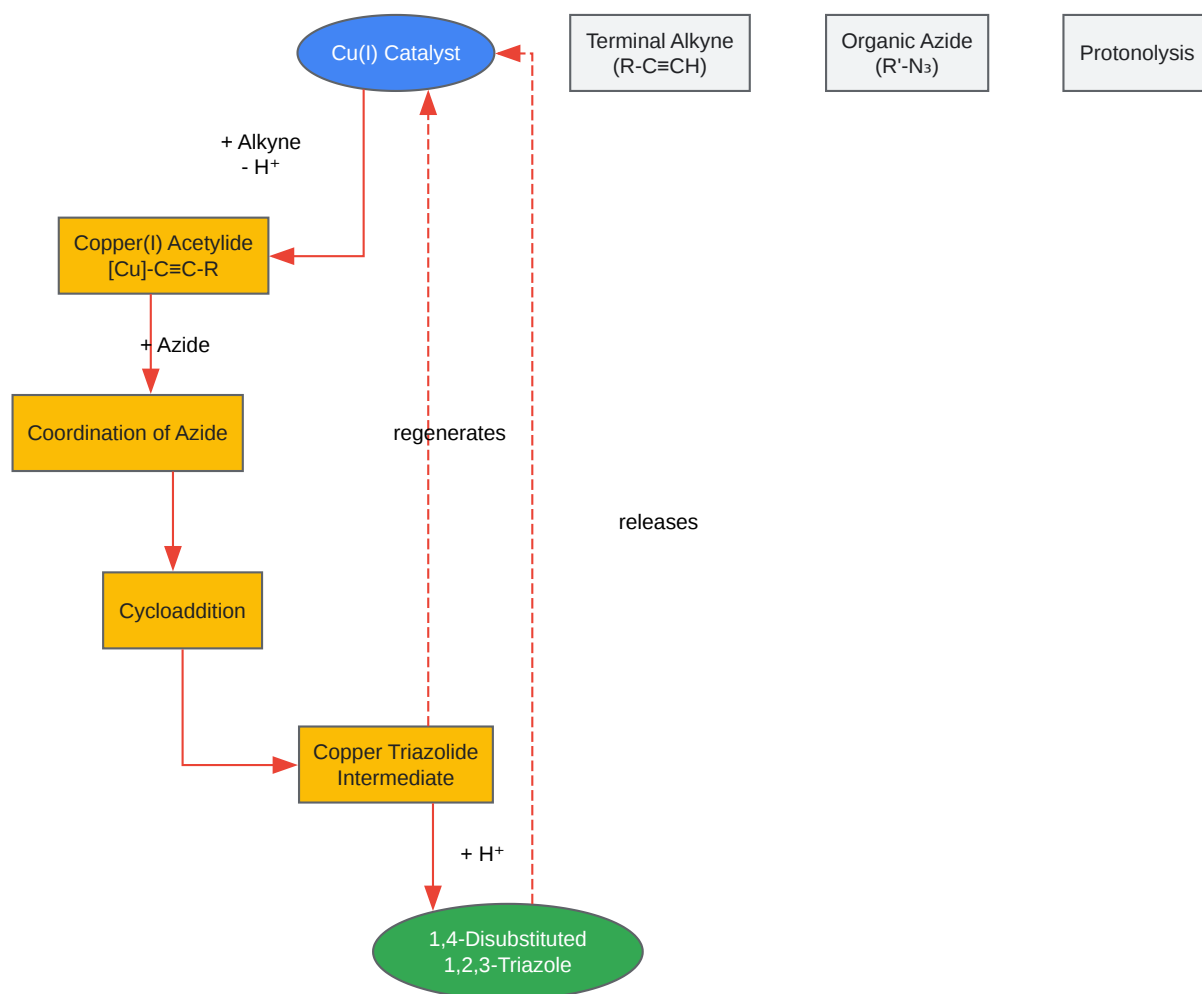 Cu(I) Catalyst
Terminal Alkyne
(R-C≡CH)
Organic Azide
(R'-N₃)
Protonolysis
+ Alkyne
- H⁺
Copper(I) Acetylide
[Cu]-C≡C-R
+ Azide
Coordination of Azide
regenerates
releases
Cycloaddition
Copper Triazolide
Intermediate
+ H⁺
1,4-Disubstituted
1,2,3-Triazole